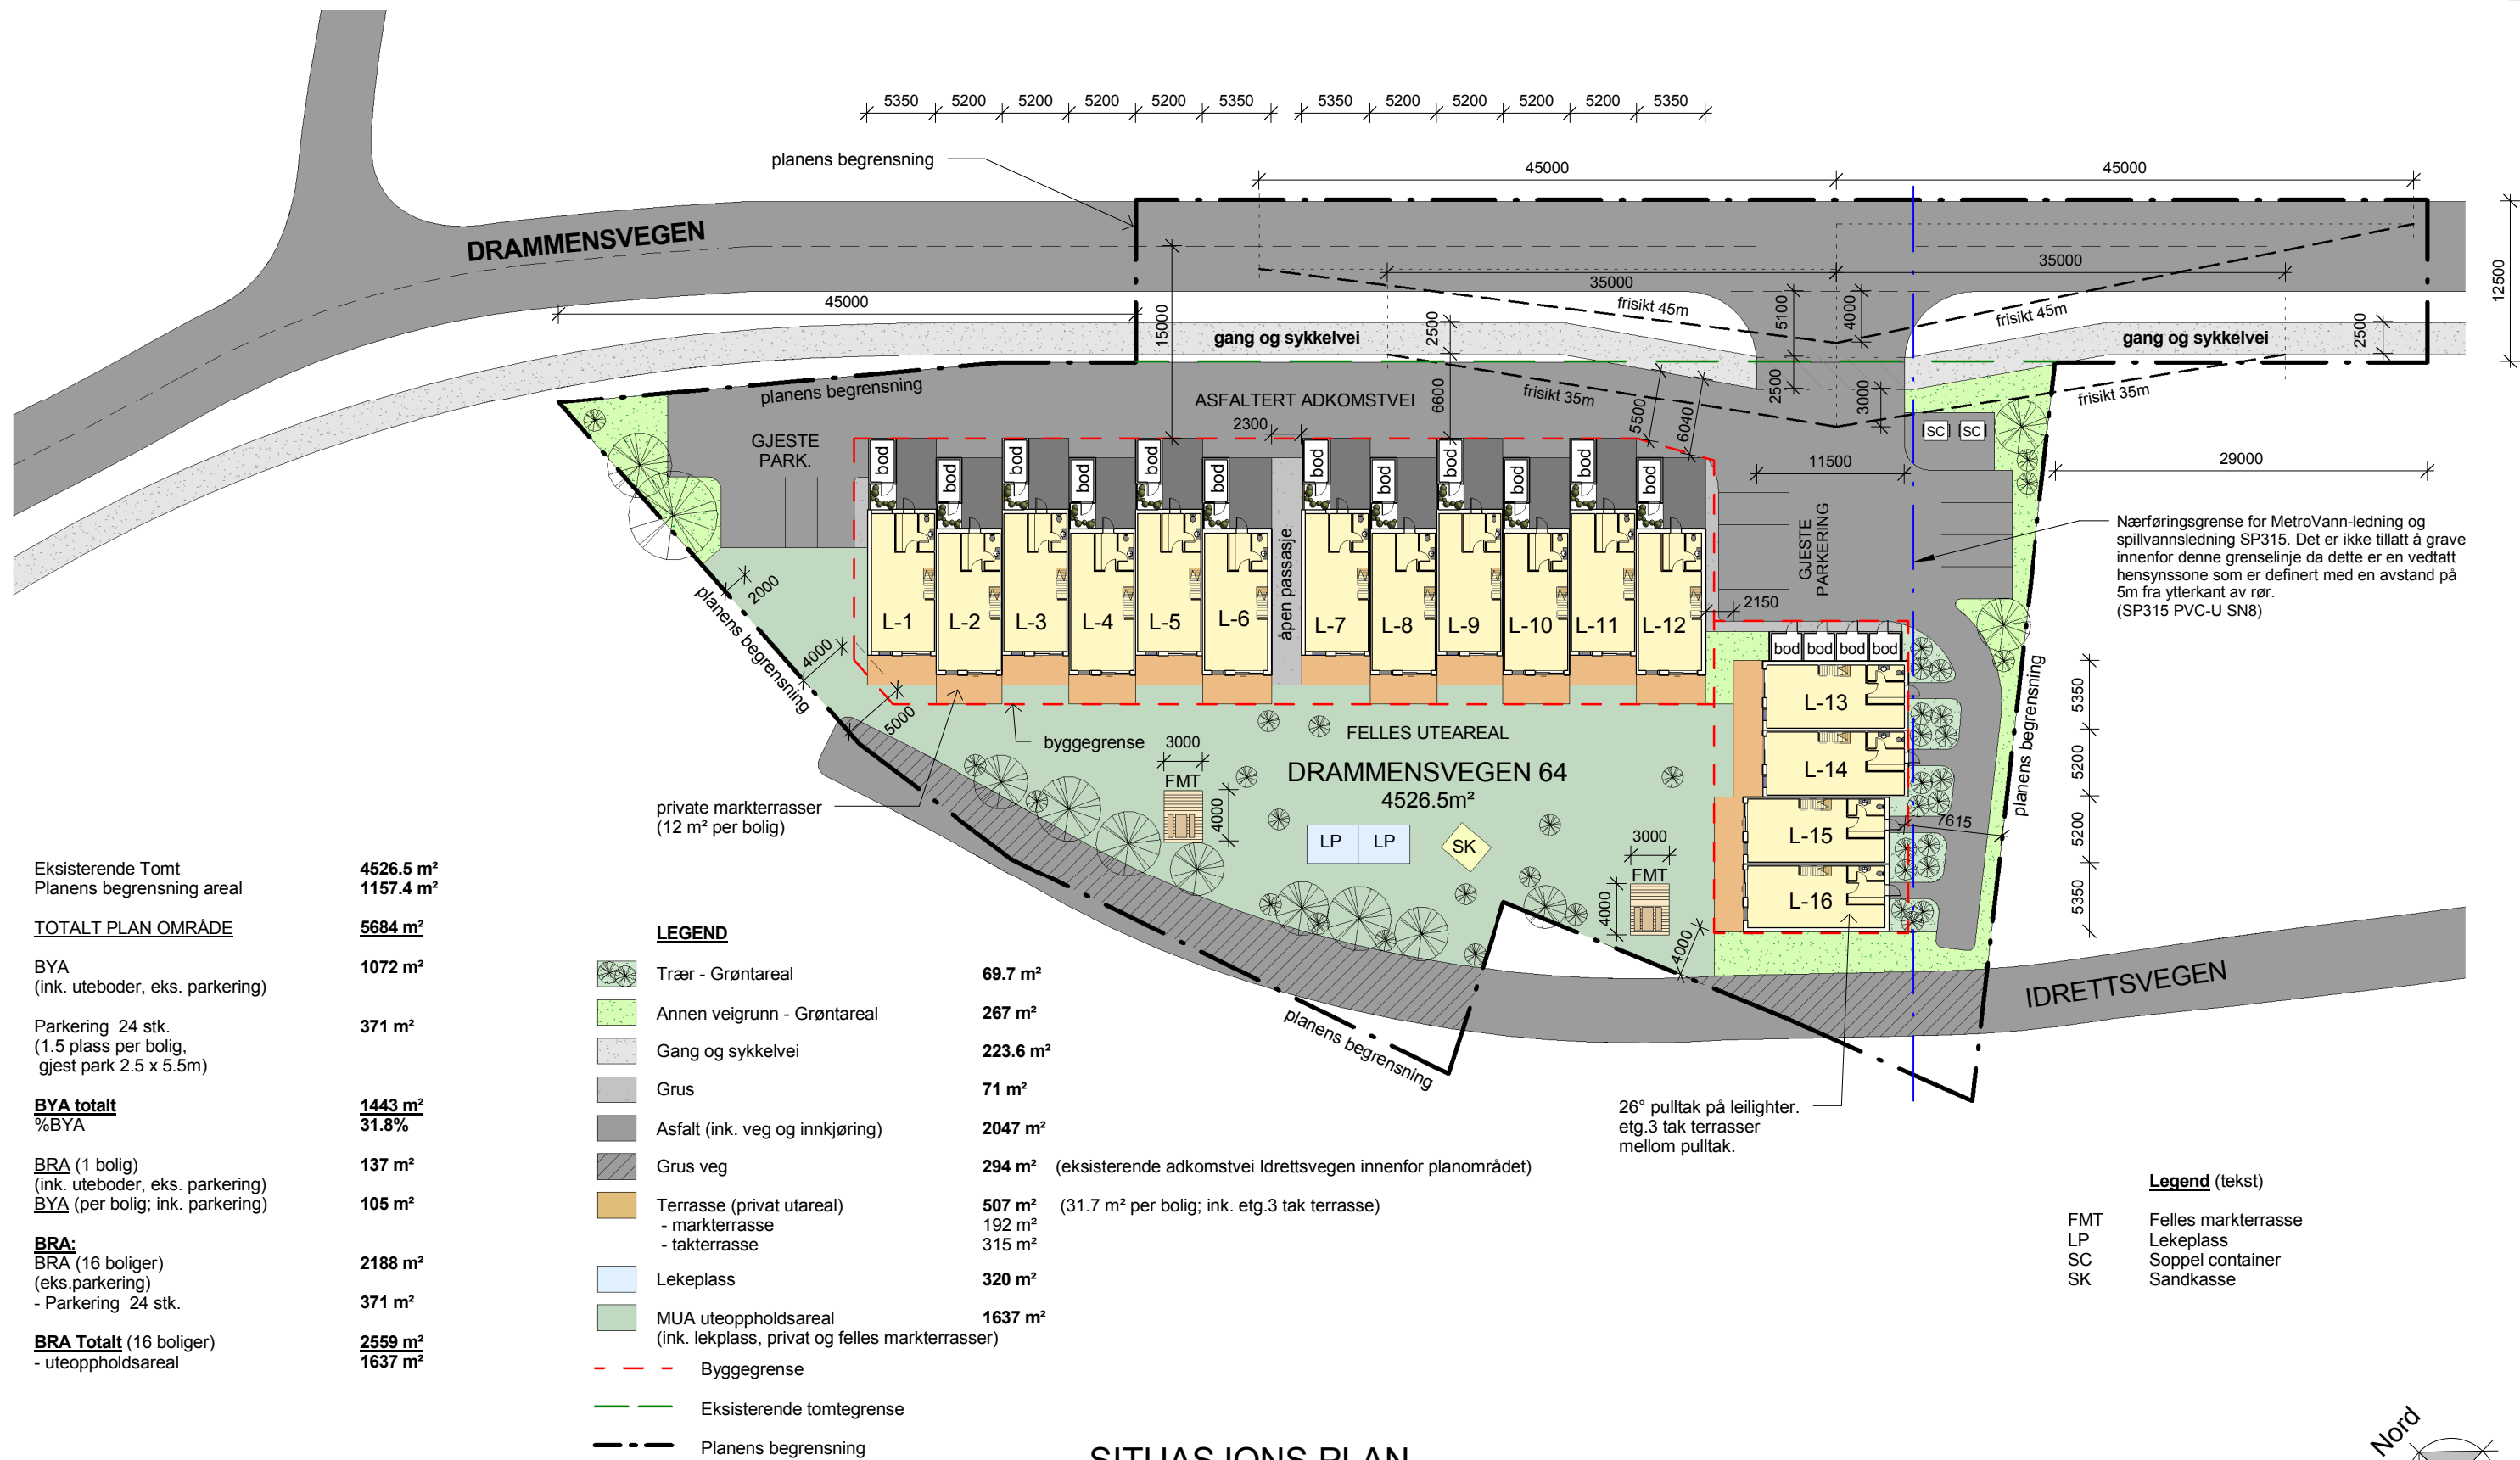 5350 5200 5200 5200 5200 5350 5350 5200 5200 5200 5200 5350
planens begrensning
45000 45000
DRAMMENSVEGEN
35000 35000
12500
45000
15000
frisikt 45m
frisikt 45m
5100
4000
gang og sykkelvei
2500
gang og sykkelvei
2500
planens begrensning
ASFALTERT ADKOMSTVEI
6600
frisikt 35m
frisikt 35m
2500
3000
5500
6040
2300
GJESTE
PARK.
SC SC
11500
29000
bod bod bod bod bod bod bod bod bod bod bod bod
Nærføringsgrense for MetroVann-ledning og
spillvannsledning SP315. Det er ikke tillatt å grave
innenfor denne grenselinje da dette er en vedtatt
hensynssone som er definert med en avstand på
5m fra ytterkant av rør.
(SP315 PVC-U SN8)
GJESTE
PARKERING
åpen passasje
2000
planens begrensning
4000
5000
2150
L-1 L-2 L-3 L-4 L-5 L-6 L-7 L-8 L-9 L-10 L-11 L-12
bod bod bod bod
L-13
L-14
L-15
L-16
5350
5200
5200
5350
7615
planens begrensning
byggegrense
FELLES UTEAREAL
DRAMMENSVEGEN 64
4526.5m²
3000
FMT
4000
LP LP
SK
3000
FMT
4000
4000
private markterrasser
(12 m² per bolig)
IDRETTSVEGEN
planens begrensning
26° pulltak på leilighter.
etg.3 tak terrasser
mellom pulltak.
Eksisterende Tomt 4526.5 m²
Planens begrensning areal 1157.4 m²
TOTALT PLAN OMRÅDE 5684 m²
BYA 1072 m²
(ink. uteboder, eks. parkering)
Parkering 24 stk. 371 m²
(1.5 plass per bolig,
gjest park 2.5 x 5.5m)
BYA totalt 1443 m²
%BYA 31.8%
BRA (1 bolig) 137 m²
(ink. uteboder, eks. parkering)
BYA (per bolig; ink. parkering) 105 m²
BRA:
BRA (16 boliger) 2188 m²
(eks.parkering)
- Parkering 24 stk. 371 m²
BRA Totalt (16 boliger) 2559 m²
- uteoppholdsareal 1637 m²
LEGEND
Trær - Grøntareal 69.7 m²
Annen veigrunn - Grøntareal 267 m²
Gang og sykkelvei 223.6 m²
Grus 71 m²
Asfalt (ink. veg og innkjøring) 2047 m²
Grus veg 294 m² (eksisterende adkomstvei Idrettsvegen innenfor planområdet)
Terrasse (privat utareal) 507 m² (31.7 m² per bolig; ink. etg.3 tak terrasse)
- markterrasse 192 m²
- takterrasse 315 m²
Lekeplass 320 m²
MUA uteoppholdsareal 1637 m²
(ink. lekplass, privat og felles markterrasser)
Byggegrense
Eksisterende tomtegrense
Planens begrensning
Legend (tekst)
FMT Felles markterrasse
LP Lekeplass
SC Soppel container
SK Sandkasse
SITUASJONS PLAN
Nord